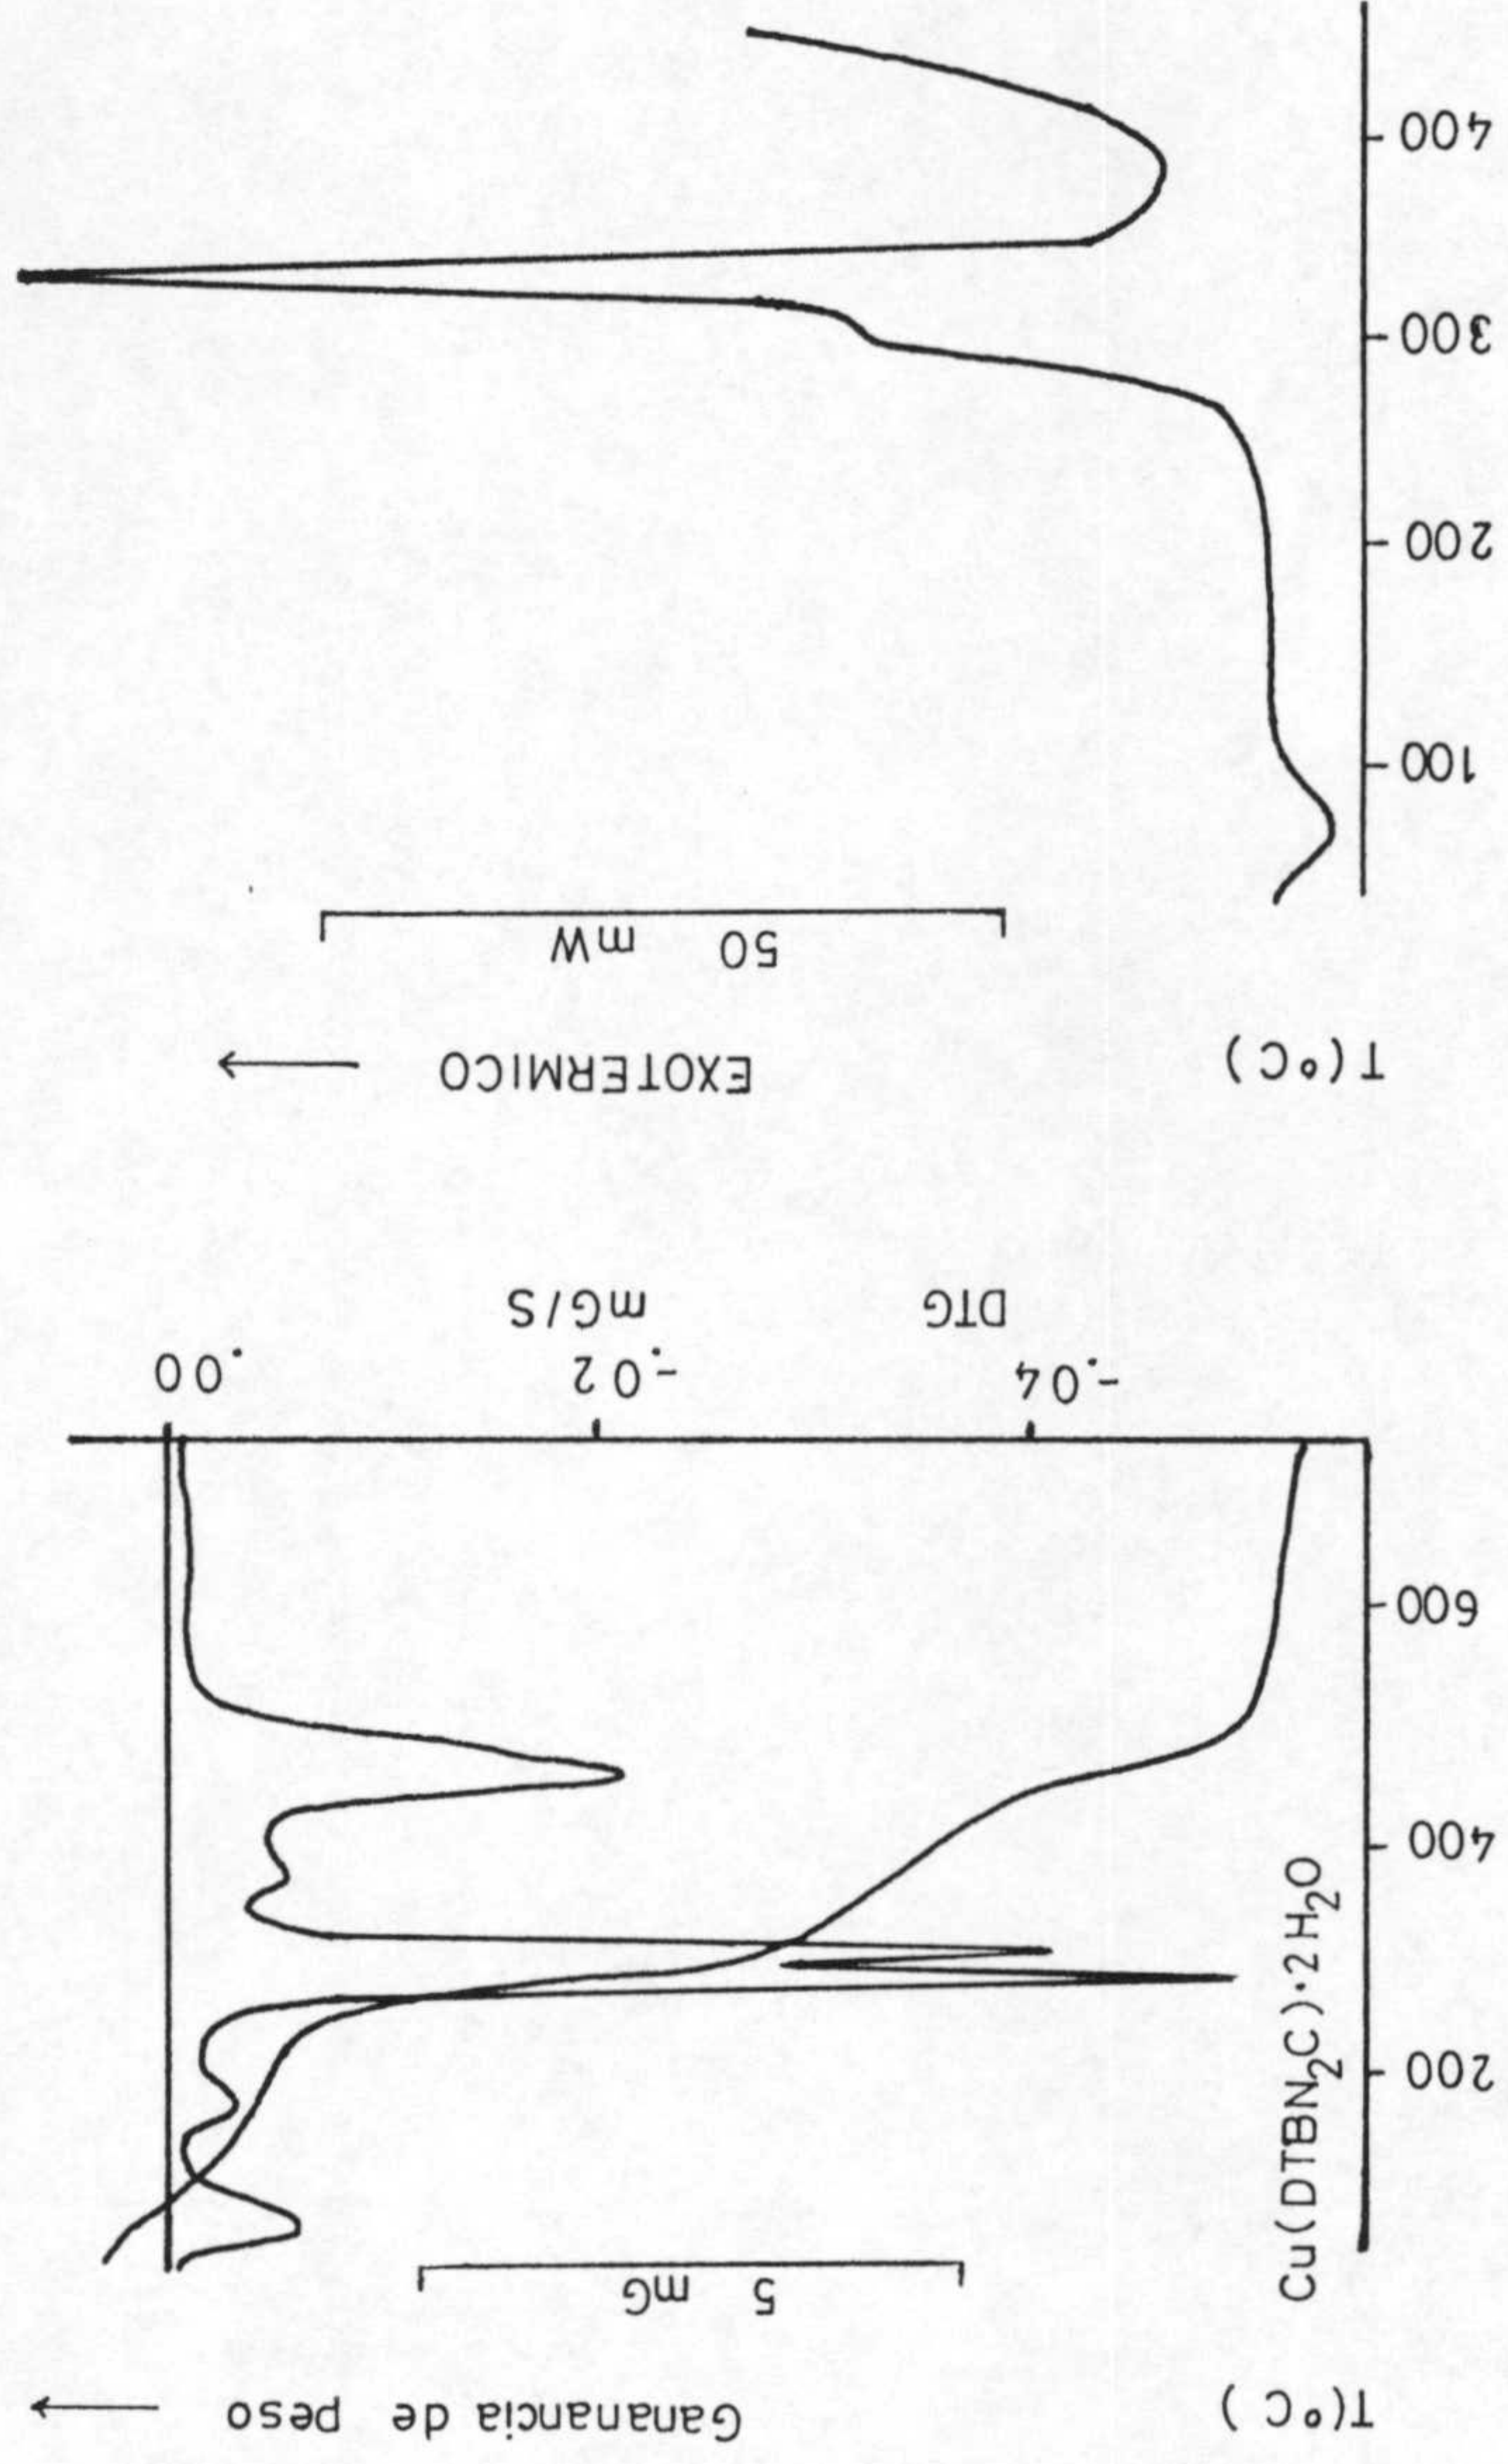 Ganancia de peso
5 mG
T(°C)
Cu(DTBN2C)·2H2O
200
400
600
.00
-.02
-.04
mG/S
DTG
EXOTERMICO
50 mW
T(°C)
100
200
300
400